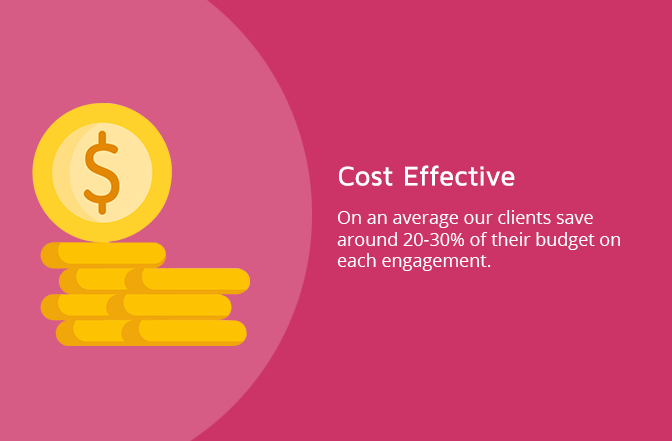 $
Cost Effective
On an average our clients save
around 20-30% of their budget on
each engagement.